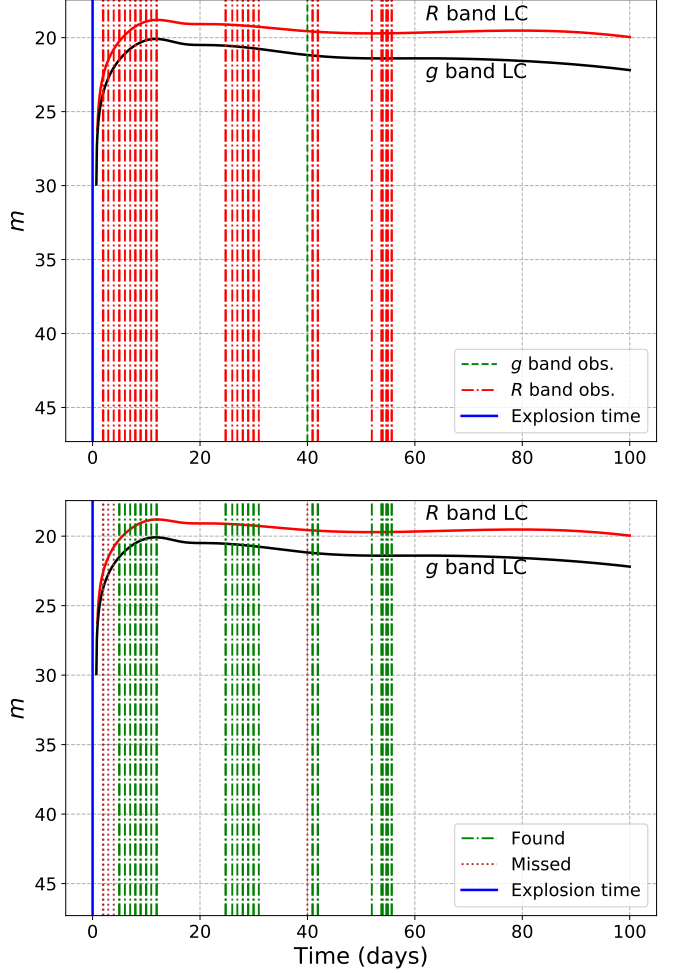 20
25
30
35
40
45
m
R band LC
g band LC
g band obs.
R band obs.
Explosion time
0
20
40
60
80
100
20
25
30
35
40
45
m
R band LC
g band LC
Found
Missed
Explosion time
0
20
40
60
80
100
Time (days)